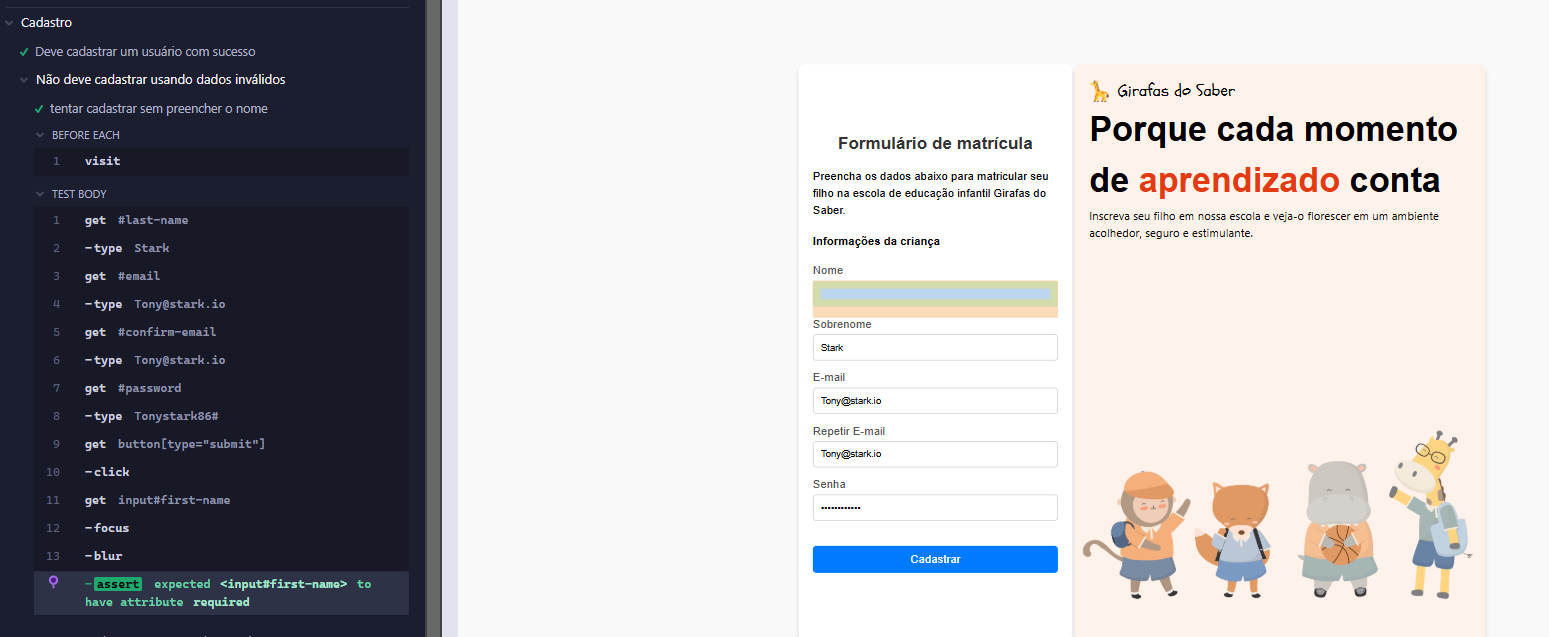 Cadastro
Deve cadastrar um usuário com sucesso
Não deve cadastrar usando dados inválidos
tentar cadastrar sem preencher o nome
BEFORE EACH
1 visit
TEST BODY
1 get #last-name
2 -type Stark
3 get #email
4 -type Tony@stark.io
5 get #confirm-email
6 -type Tony@stark.io
7 get #password
8 -type Tonystark86#
9 get button[type="submit"]
10 -click
11 get input#first-name
12 -focus
13 -blur
-assert expected <input#first-name> to
have attribute required
Formulário de matrícula
Preencha os dados abaixo para matricular seu
filho na escola de educação infantil Girafas do
Saber.
Informações da criança
Nome
Sobrenome
Stark
E-mail
Tony@stark.io
Repetir E-mail
Tony@stark.io
Senha
Cadastrar
Girafas do Saber
Porque cada momento
de aprendizado conta
Inscreva seu filho em nossa escola e veja-o florescer em um ambiente
acolhedor, seguro e estimulante.